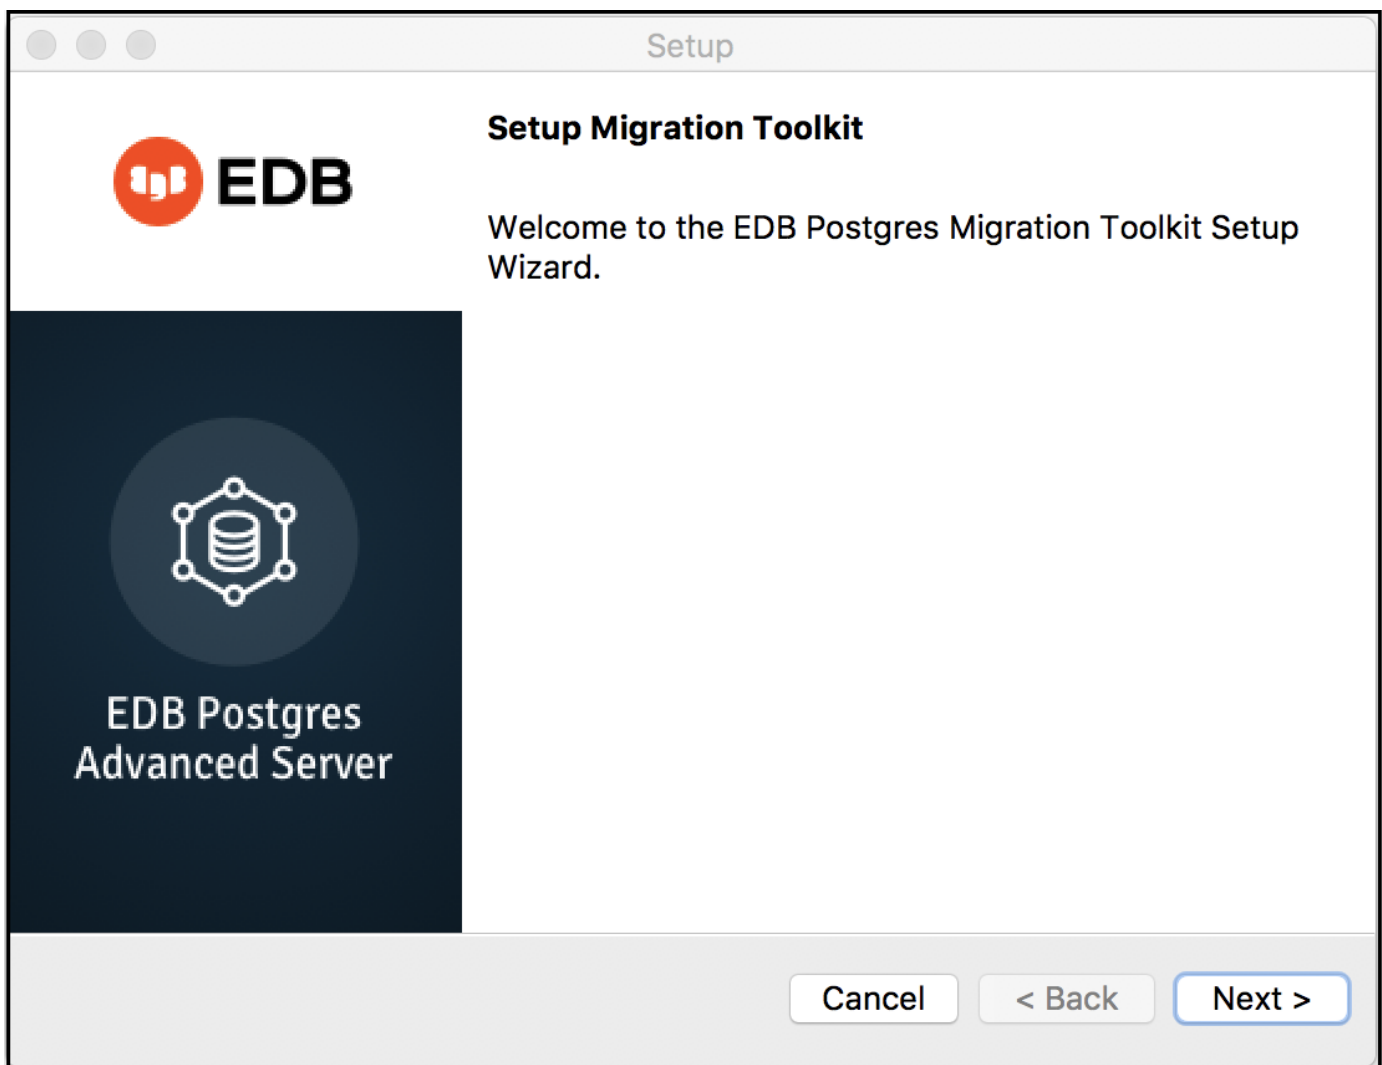 Setup
EDB
Setup Migration Toolkit
Welcome to the EDB Postgres Migration Toolkit Setup
Wizard.
EDB Postgres
Advanced Server
Cancel
< Back
Next >